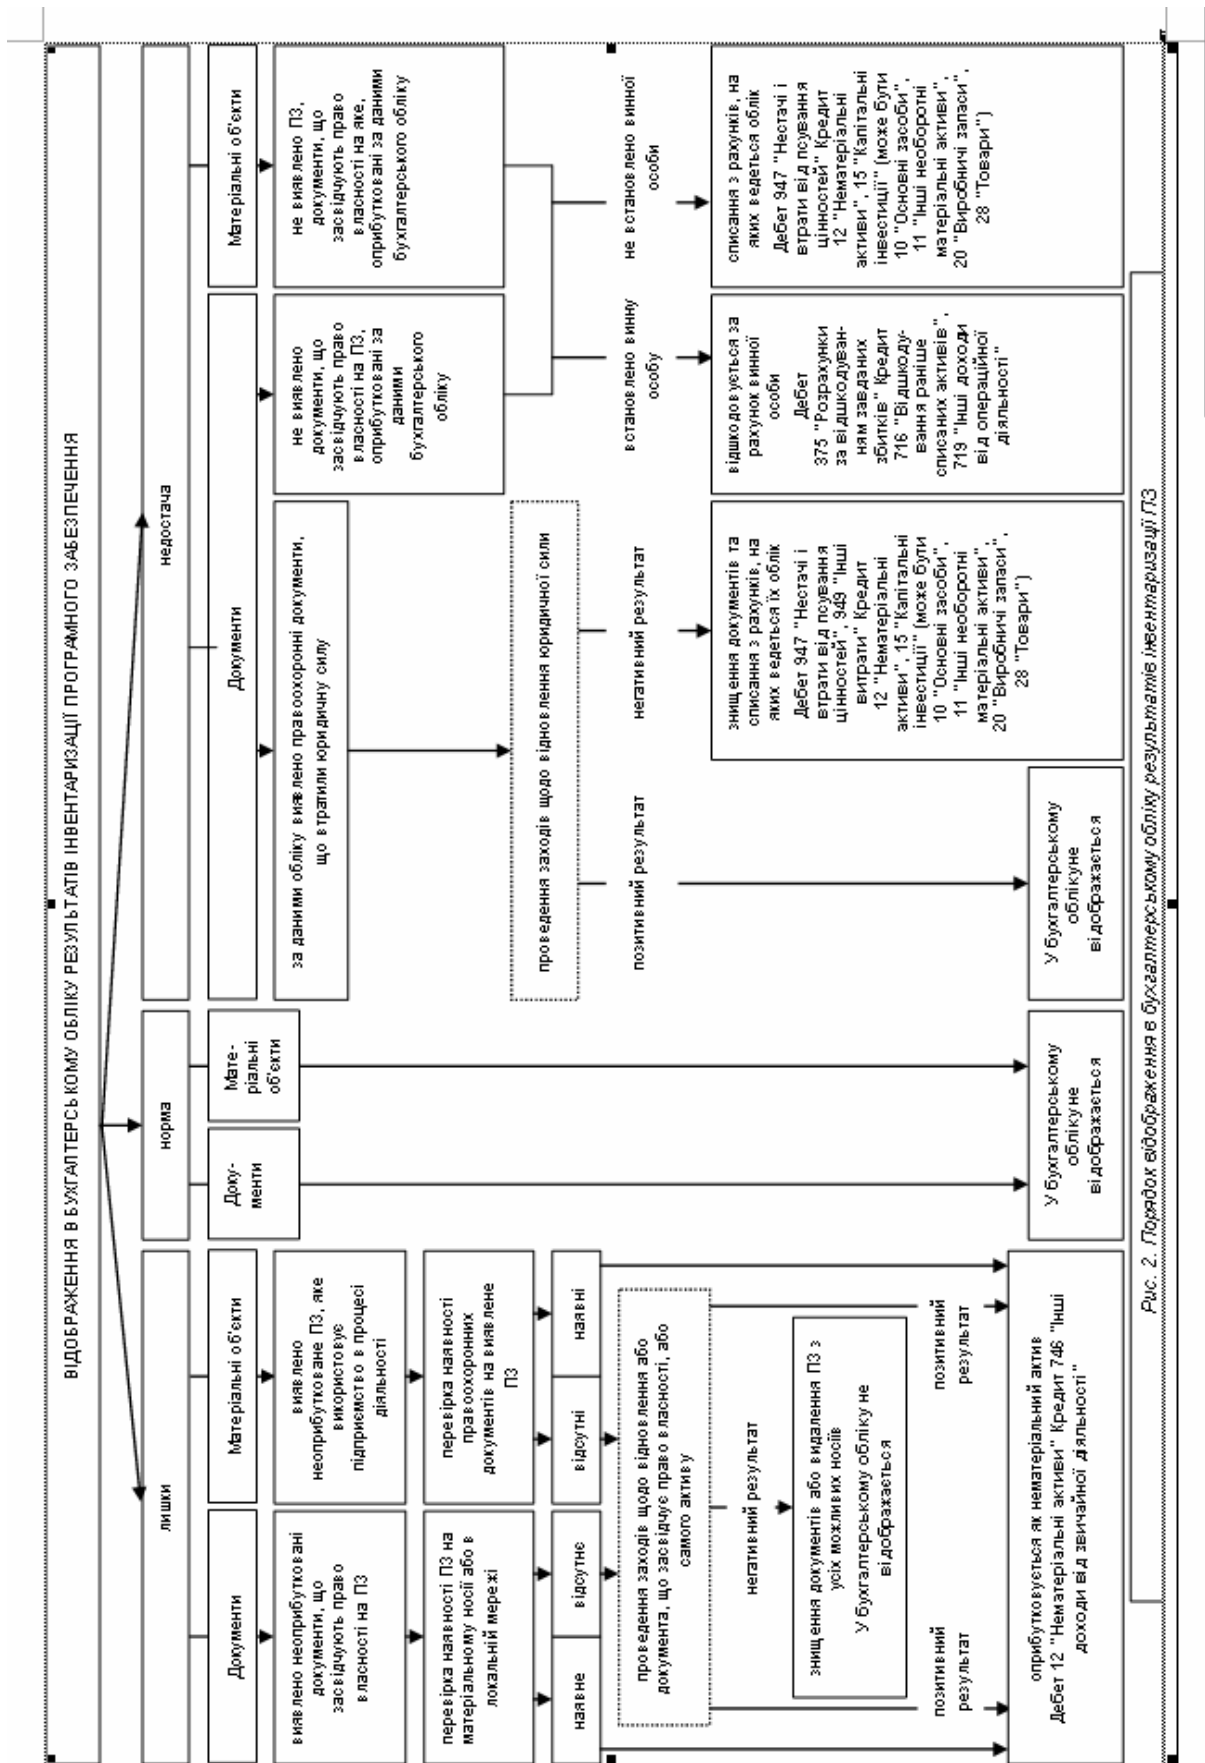 ВІДОБРАЖЕННЯ В БУХГАЛТЕРСЬКОМУ ОБЛІКУ РЕЗУЛЬТАТІВ ІНВЕНТАРИЗАЦІЇ ПРОГРАМНОГО ЗАБЕЗПЕЧЕННЯ
лишки
норма
недостача
Документи
Матеріальні об'єкти
Доку-
менти
Мате-
ріальні
об'єкти
Документи
Матеріальні об'єкти
виявлено неоприбутковані
документи, що
засвідчують право
власності на ПЗ
виявлено
неоприбутковане ПЗ, яке
використовує
підприємство в процесі
діяльності
за даними обліку виявлено правоохоронні документи,
що втратили юридичну силу
не виявлено
документи, що
засвідчують право
власності на ПЗ,
оприбутковані за
даними
бухгалтерського
обліку
не виявлено ПЗ,
документи, що
засвідчують право
власності на яке,
оприбутковані за даними
бухгалтерського обліку
перевірка наявності ПЗ на
матеріальному носії або в
локальній мережі
перевірка наявності
правоохоронних
документів на виявлене
ПЗ
наявне
відсутнє
відсутні
наявні
проведення заходів щодо відновлення юридичної сили
проведення заходів щодо відновлення або
документа, що засвідчує право власності, або
самого активу
позитивний результат
негативний результат
встановлено винну
особу
не встановлено винної
особи
негативний результат
знищення документів або видалення ПЗ з
усіх можливих носіїв
У бухгалтерському обліку не
відображається
позитивний
результат
позитивний
результат
знищення документів та
списання з рахунків, на
яких ведеться їх облік
Дебет 947 "Нестачі і
втрати від псування
цінностей", 949 "Інші
витрати" Кредит
12 "Нематеріальні
активи", 15 "Капітальні
інвестиції" (може бути
10 "Основні засоби",
11 "Інші необоротні
матеріальні активи",
20 "Виробничі запаси",
28 "Товари")
відшкодовується за
рахунок винної
особи
Дебет
375 "Розрахунки
за відшкодуван-
ням завданих
збитків" Кредит
716 "Відшкоду-
вання раніше
списаних активів",
719 "Інші доходи
від операційної
діяльності"
списання з рахунків, на
яких ведеться облік
Дебет 947 "Нестачі і
втрати від псування
цінностей" Кредит
12 "Нематеріальні
активи", 15 "Капітальні
інвестиції" (може бути
10 "Основні засоби",
11 "Інші необоротні
матеріальні активи",
20 "Виробничі запаси",
28 "Товари")
оприбутковується як нематеріальний актив
Дебет 12 "Нематеріальні активи" Кредит 746 "Інші
доходи від звичайної діяльності"
У бухгалтерському
обліку не
відображається
У бухгалтерському
обліку не
відображається
Рис. 2. Порядок відображення в бухгалтерському обліку результатів інвентаризації ПЗ